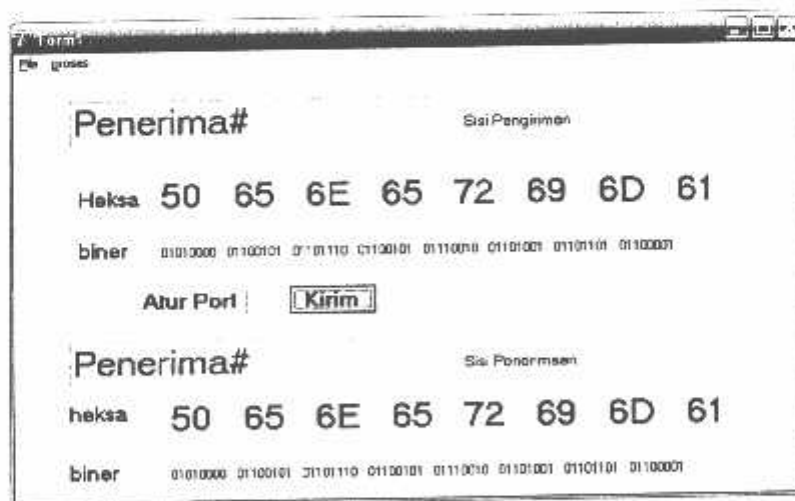 File proses
Penerima# Sisi Pengiriman
Heksa 50 65 6E 65 72 69 6D 61
biner 01010000 01100101 01101110 01100101 01110010 01101001 01101101 01100001
Atur Port Kirim
Penerima# Sisi Penerimaan
heksa 50 65 6E 65 72 69 6D 61
biner 01010000 01100101 01101110 01100101 01110010 01101001 01101101 01100001